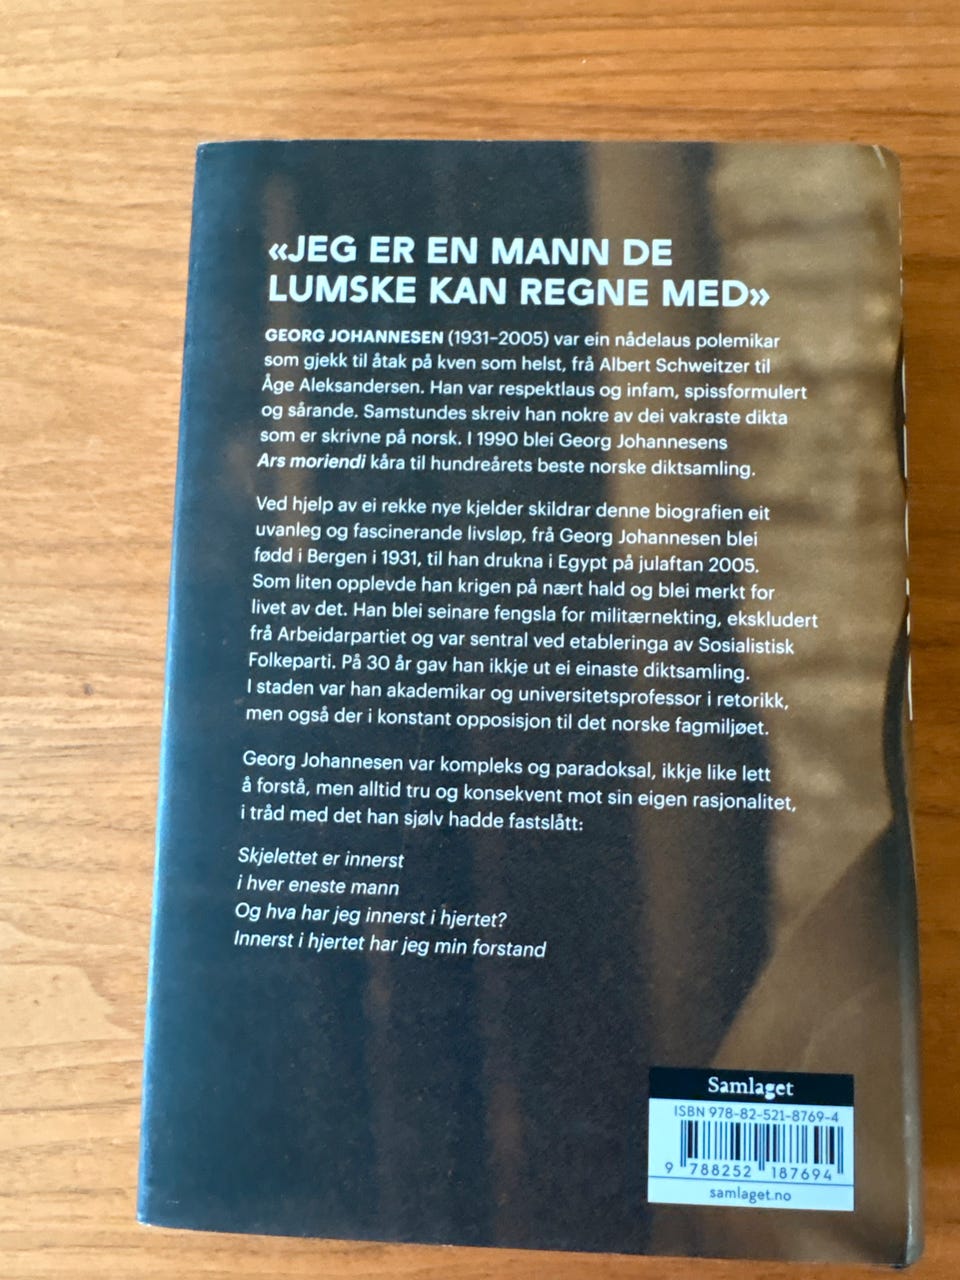 «JEG ER EN MANN DE
LUMSKE KAN REGNE MED»
GEORG JOHANNESEN (1931–2005) var ein nådelaus polemikar
som gjekk til åtak på kven som helst, frå Albert Schweitzer til
Åge Aleksandersen. Han var respektlaus og infam, spissformulert
og sårande. Samstundes skreiv han nokre av dei vakraste dikta
som er skrivne på norsk. I 1990 blei Georg Johannesens
Ars moriendi kåra til hundreårets beste norske diktsamling.
Ved hjelp av ei rekke nye kjelder skildrar denne biografien eit
uvanleg og fascinerande livsløp, frå Georg Johannesen blei
fødd i Bergen i 1931, til han drukna i Egypt på julaftan 2005.
Som liten opplevde han krigen på nært hald og blei merkt for
livet av det. Han blei seinare fengsla for militærnekting, ekskludert
frå Arbeidarpartiet og var sentral ved etableringa av Sosialistisk
Folkeparti. På 30 år gav han ikkje ut ei einaste diktsamling.
I staden var han akademikar og universitetsprofessor i retorikk,
men også der i konstant opposisjon til det norske fagmiljøet.
Georg Johannesen var kompleks og paradoksal, ikkje like lett
å forstå, men alltid tru og konsekvent mot sin eigen rasjonalitet,
i tråd med det han sjølv hadde fastslått:
Skjelettet er innerst
i hver eneste mann
Og hva har jeg innerst i hjertet?
Innerst i hjertet har jeg min forstand
Samlaget
ISBN 978-82-521-8769-4
9 788252 187694
samlaget.no